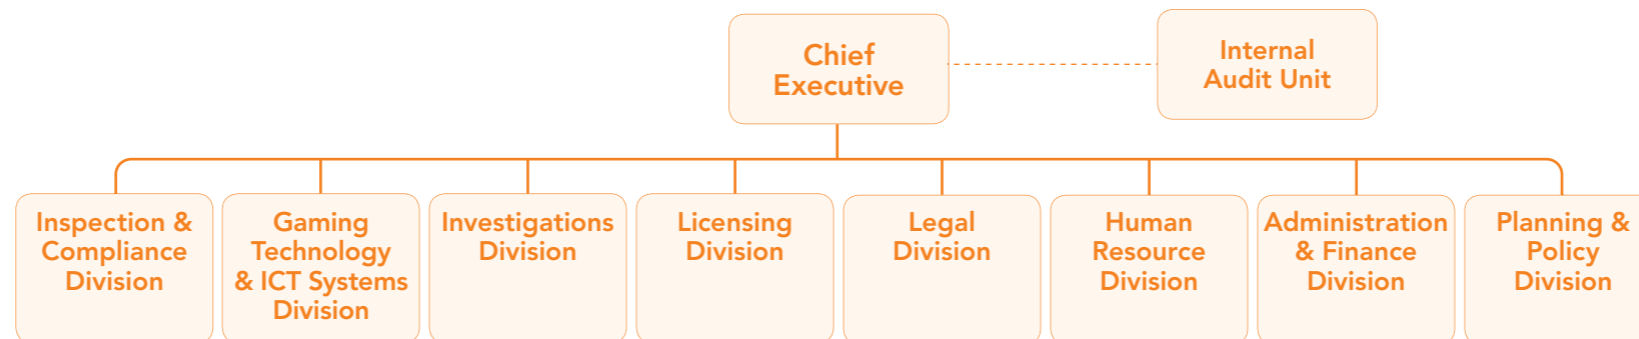 Chief
Executive
Internal
Audit Unit
Inspection &
Compliance
Division
Gaming
Technology
& ICT Systems
Division
Investigations
Division
Licensing
Division
Legal
Division
Human
Resource
Division
Administration
& Finance
Division
Planning &
Policy
Division